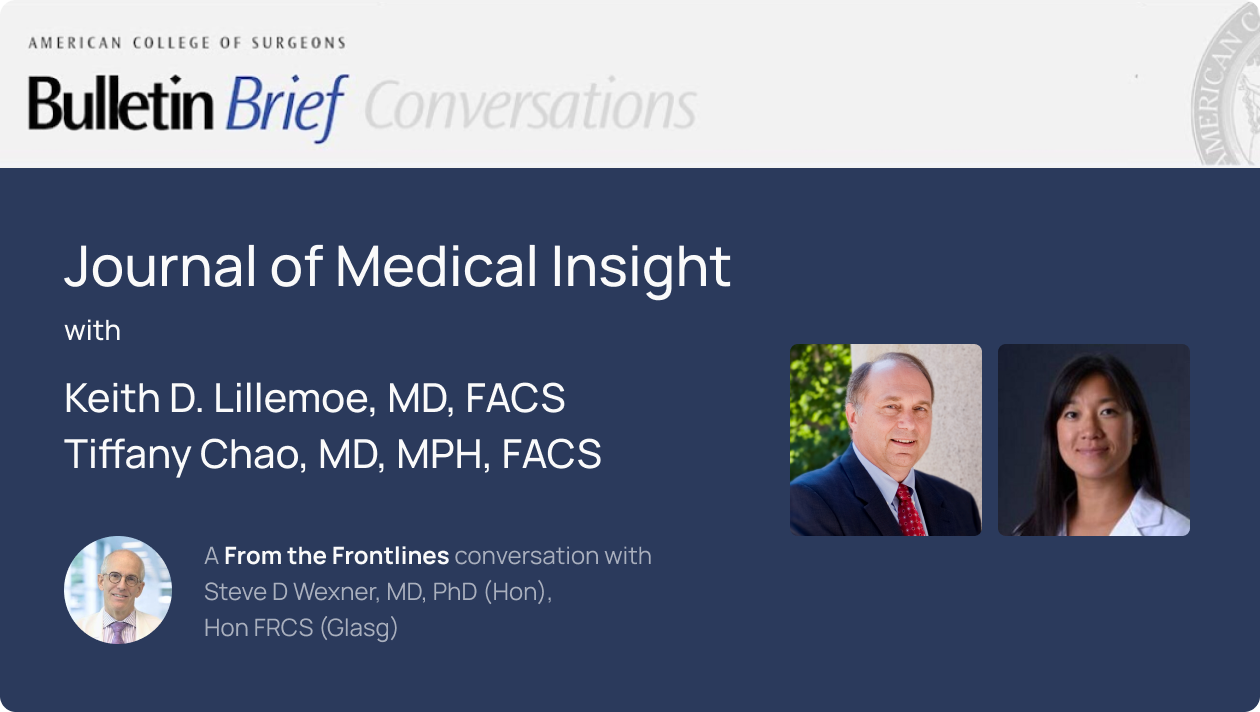 AMERICAN COLLEGE OF SURGEONS
Bulletin Brief Conversations
AMERICAN C
Journal of Medical Insight
with
Keith D. Lillemoe, MD, FACS
Tiffany Chao, MD, MPH, FACS
A From the Frontlines conversation with
Steve D Wexner, MD, PhD (Hon),
Hon FRCS (Glasg)